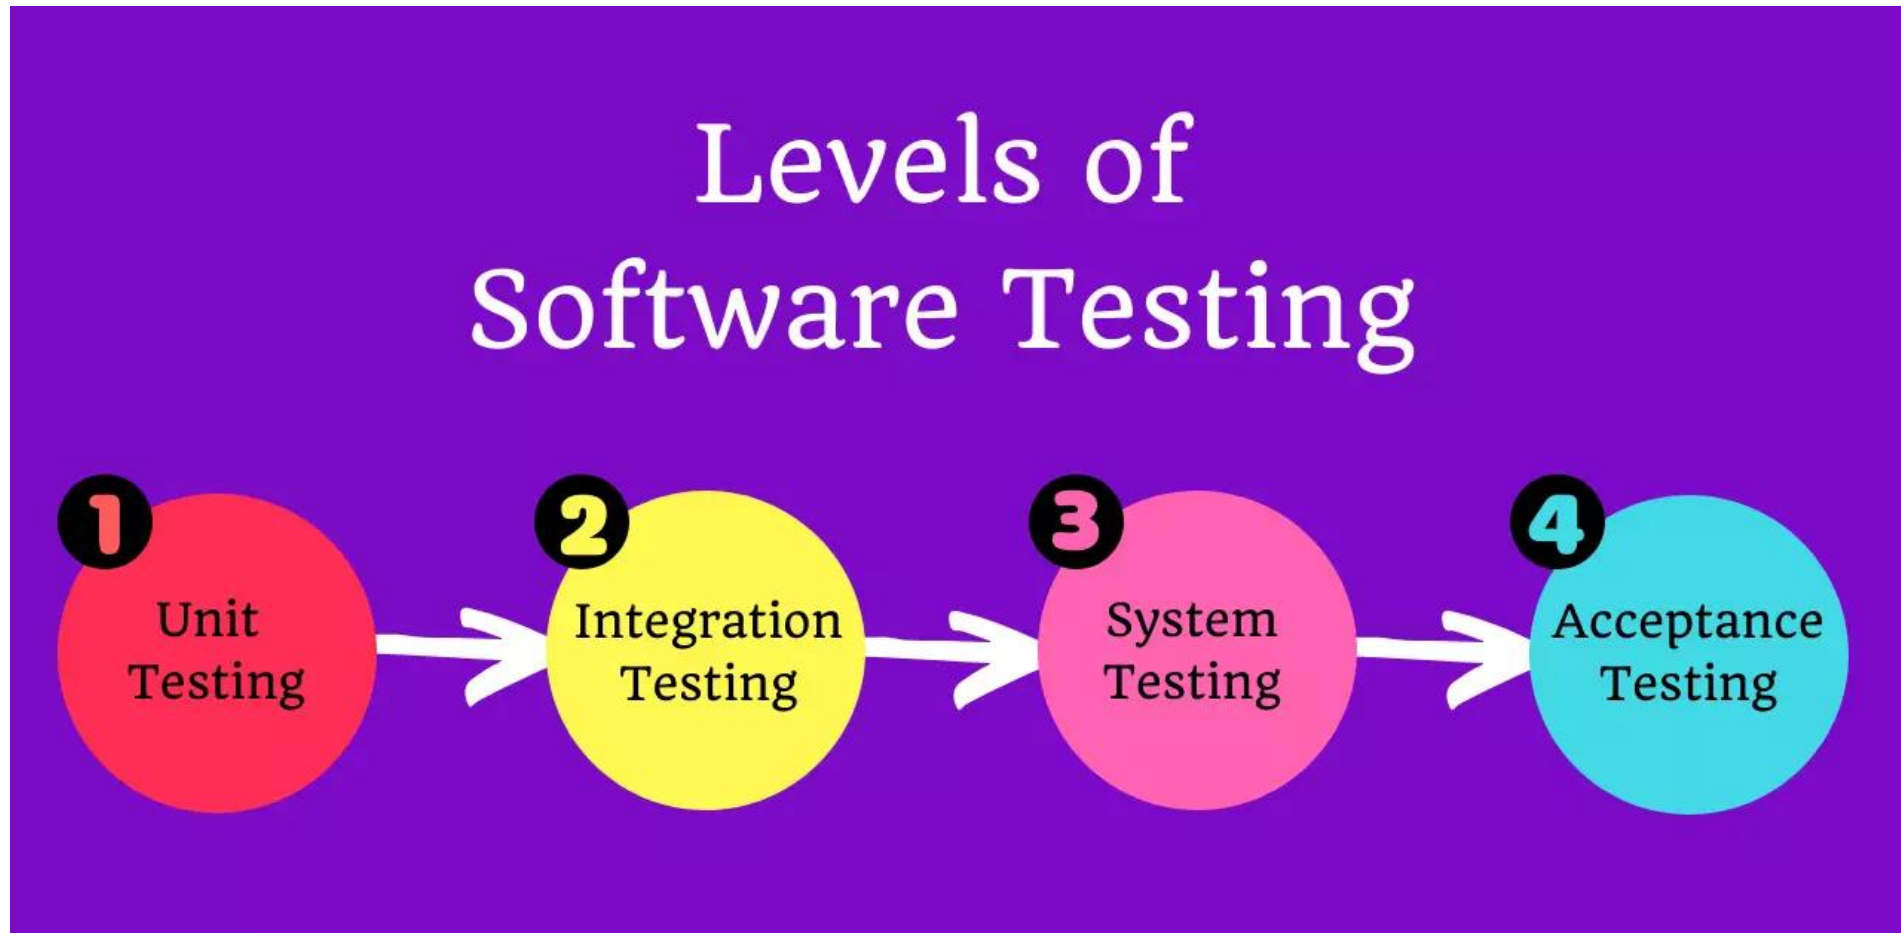 Levels of
Software Testing
1
Unit
Testing
2
Integration
Testing
3
System
Testing
4
Acceptance
Testing